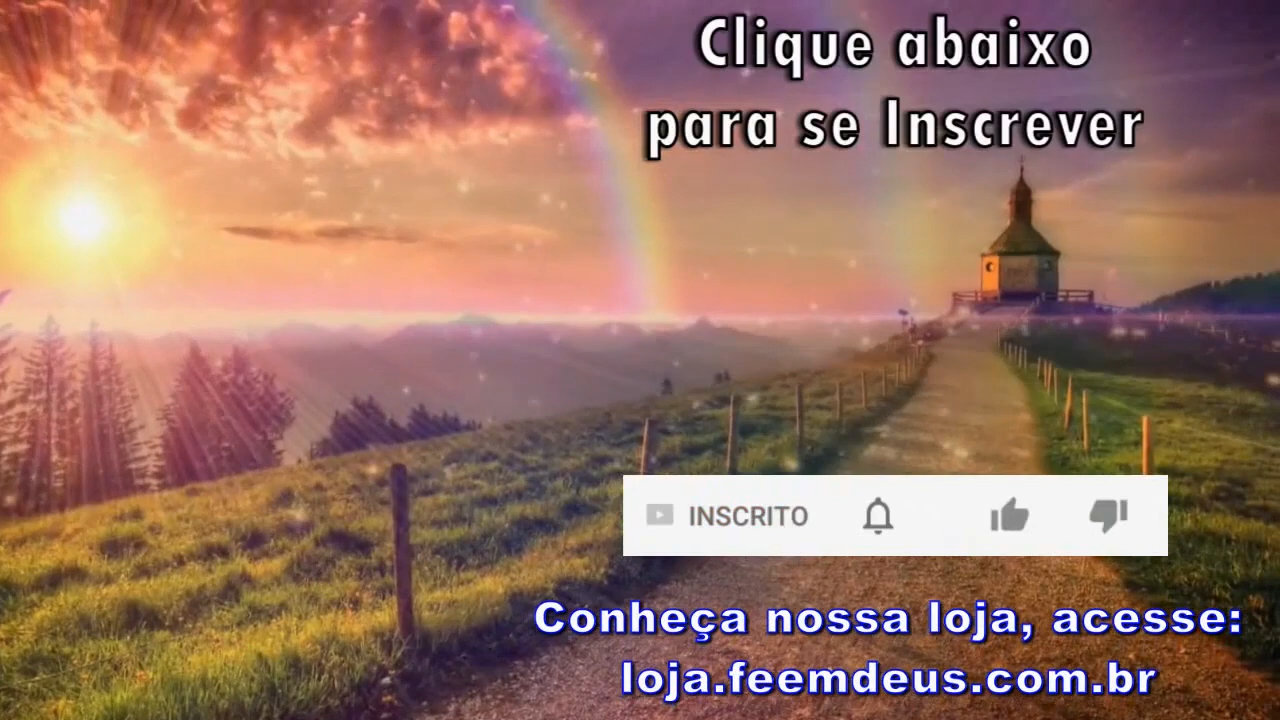 Clique abaixo
para se Inscrever
INSCRITO
Conheça nossa loja, acesse:
loja.feemdeus.com.br